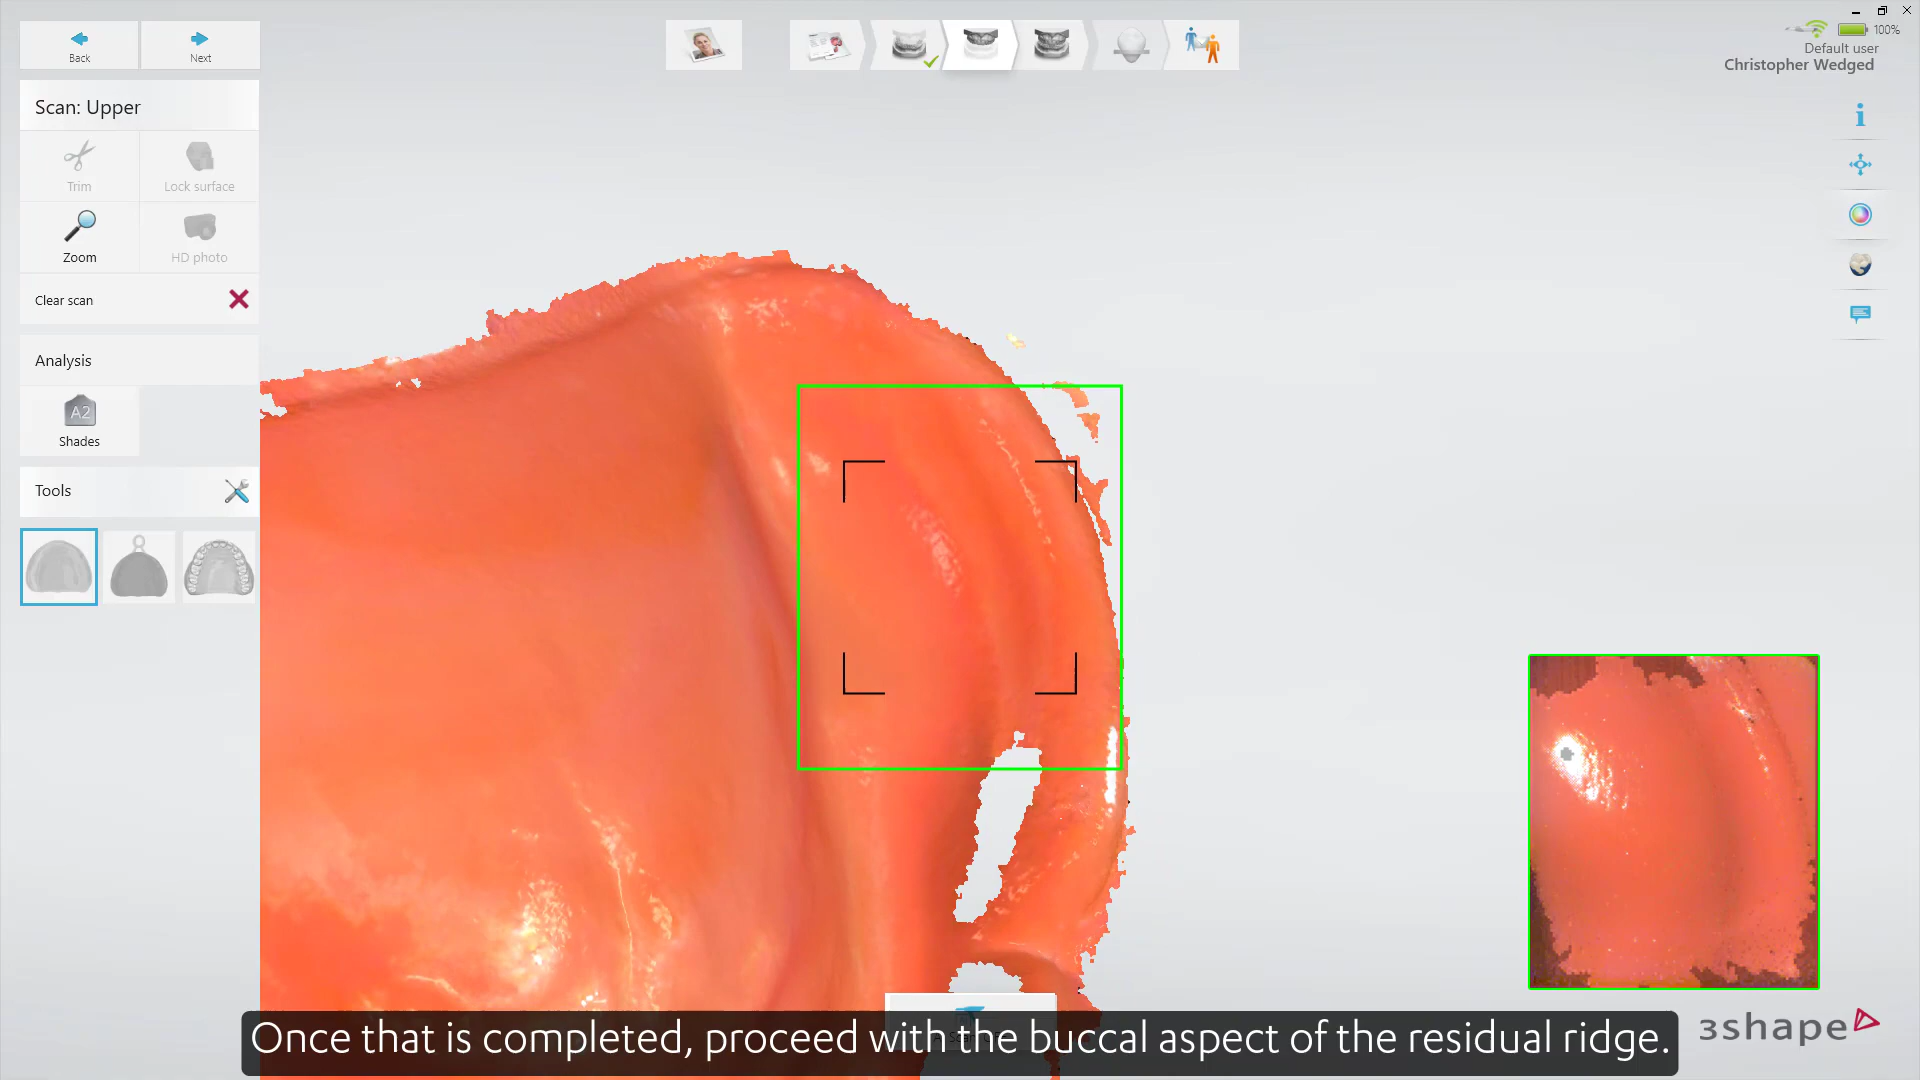 Back
Next
100%
Default user
Christopher Wedged
Scan: Upper
Trim
Lock surface
Zoom
HD photo
Clear scan
Analysis
A2
Shades
Tools
Once that is completed, proceed with the buccal aspect of the residual ridge.
3shape